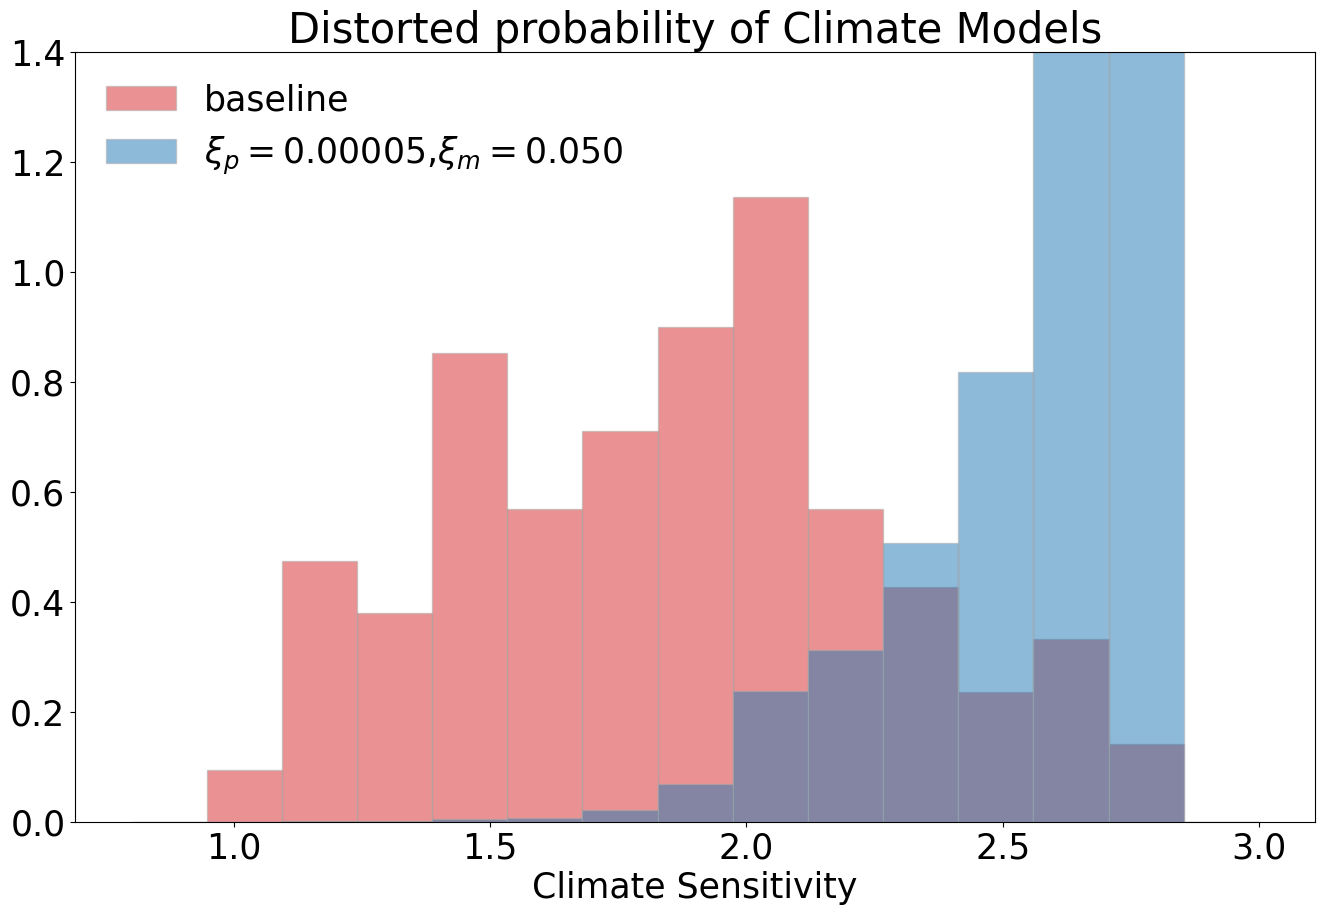 Distorted probability of Climate Models
baseline
ξₚ = 0.00005,ξₘ = 0.050
1.4
1.2
1.0
0.8
0.6
0.4
0.2
0.0
1.0 1.5 2.0 2.5 3.0
Climate Sensitivity